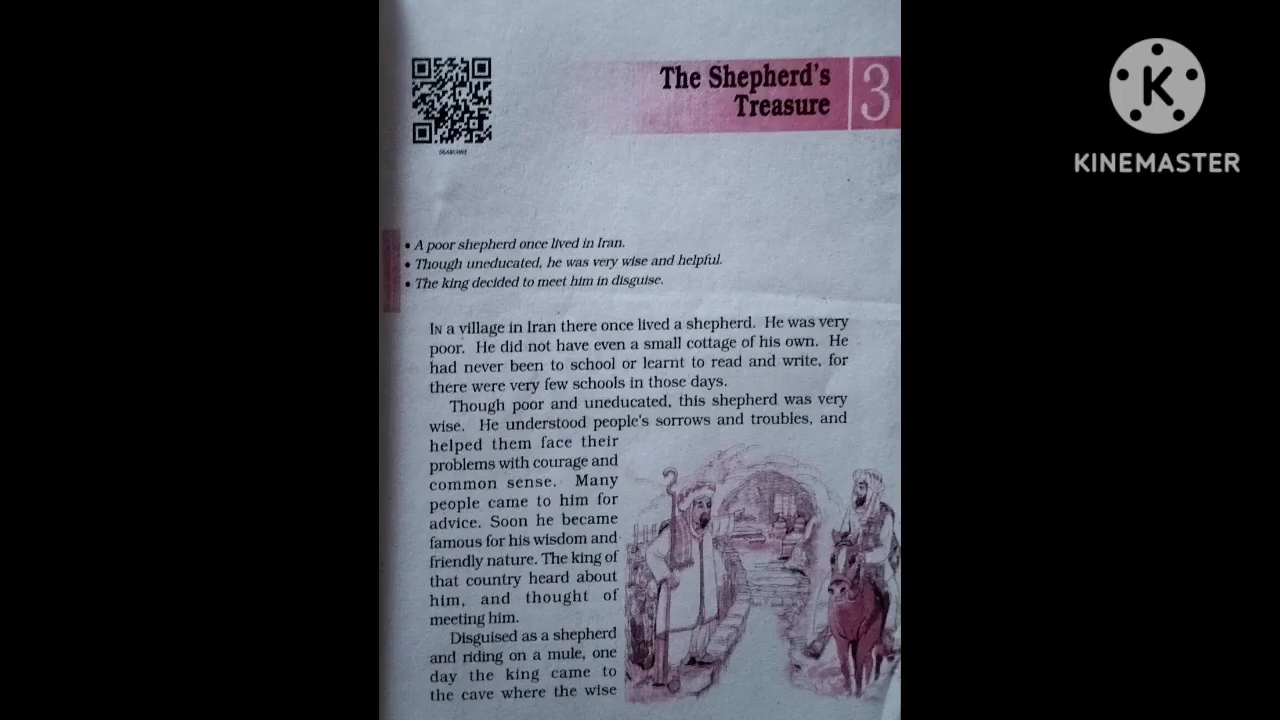 The Shepherd's
Treasure
3
KINEMASTER
• A poor shepherd once lived in Iran.
• Though uneducated, he was very wise and helpful.
• The king decided to meet him in disguise.
IN a village in Iran there once lived a shepherd. He was very
poor. He did not have even a small cottage of his own. He
had never been to school or learnt to read and write, for
there were very few schools in those days.
Though poor and uneducated, this shepherd was very
wise. He understood people's sorrows and troubles, and
helped them face their
problems with courage and
common sense. Many
people came to him for
advice. Soon he became
famous for his wisdom and
friendly nature. The king of
that country heard about
him, and thought of
meeting him.
Disguised as a shepherd
and riding on a mule, one
day the king came to
the cave where the wise